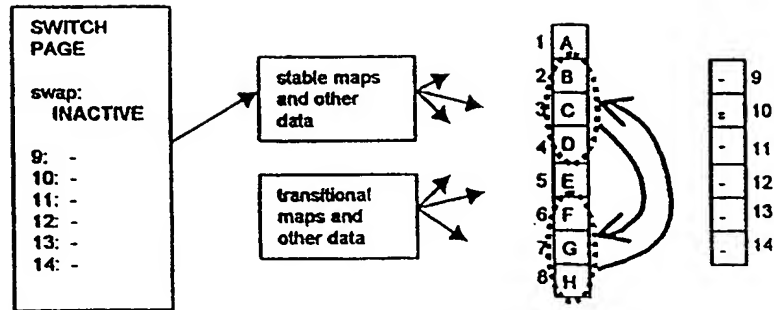 SWITCH
PAGE
swap:
INACTIVE
9: -
10: -
11: -
12: -
13: -
14: -
stable maps
and other
data
transitional
maps and
other data
1 A
2 B
3 C
4 D
5 E
6 F
7 G
8 H
- 9
- 10
- 11
- 12
- 13
- 14